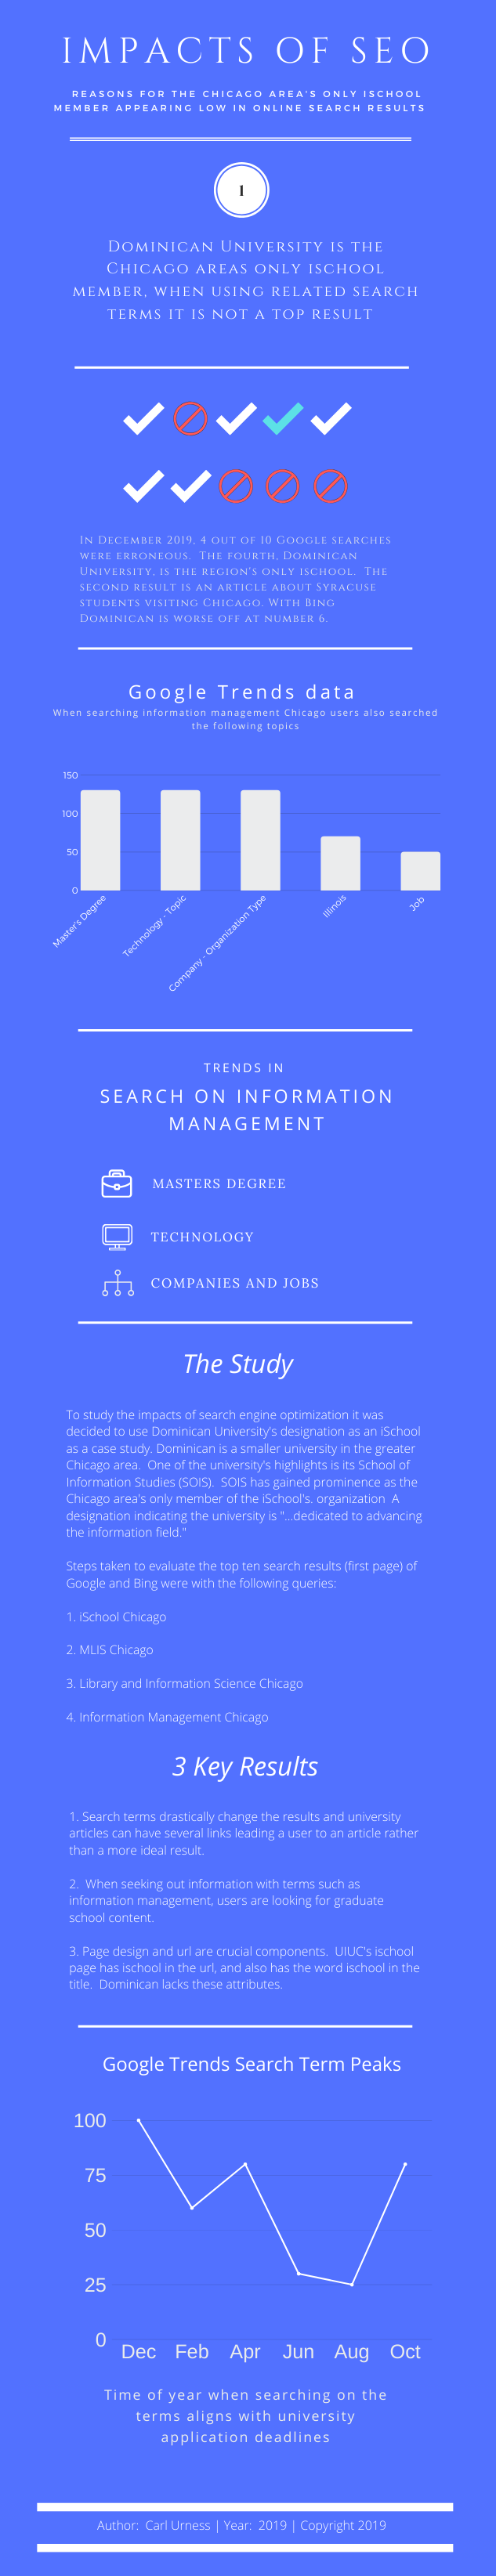 IMPACTS OF SEO
REASONS FOR THE CHICAGO AREA'S ONLY ISCHOOL
MEMBER APPEARING LOW IN ONLINE SEARCH RESULTS
1
DOMINICAN UNIVERSITY IS THE
CHICAGO AREAS ONLY ISCHOOL
MEMBER, WHEN USING RELATED SEARCH
TERMS IT IS NOT A TOP RESULT
IN DECEMBER 2019, 4 OUT OF 10 GOOGLE SEARCHES
WERE ERRONEOUS. THE FOURTH, DOMINICAN
UNIVERSITY, IS THE REGION'S ONLY ISCHOOL. THE
SECOND RESULT IS AN ARTICLE ABOUT SYRACUSE
STUDENTS VISITING CHICAGO. WITH BING
DOMINICAN IS WORSE OFF AT NUMBER 6.
Google Trends data
When searching information management Chicago users also searched
the following topics
150
100
50
0
Master's Degree
Technology - Topic
Company - Organization Type
Illinois
Job
TRENDS IN
SEARCH ON INFORMATION
MANAGEMENT
MASTERS DEGREE
TECHNOLOGY
COMPANIES AND JOBS
The Study
To study the impacts of search engine optimization it was
decided to use Dominican University's designation as an iSchool
as a case study. Dominican is a smaller university in the greater
Chicago area. One of the university's highlights is its School of
Information Studies (SOIS). SOIS has gained prominence as the
Chicago area's only member of the iSchool's. organization A
designation indicating the university is "...dedicated to advancing
the information field."
Steps taken to evaluate the top ten search results (first page) of
Google and Bing were with the following queries:
1. iSchool Chicago
2. MLIS Chicago
3. Library and Information Science Chicago
4. Information Management Chicago
3 Key Results
1. Search terms drastically change the results and university
articles can have several links leading a user to an article rather
than a more ideal result.
2. When seeking out information with terms such as
information management, users are looking for graduate
school content.
3. Page design and url are crucial components. UIUC's ischool
page has ischool in the url, and also has the word ischool in the
title. Dominican lacks these attributes.
Google Trends Search Term Peaks
100
75
50
25
0
Dec Feb Apr Jun Aug Oct
Time of year when searching on the
terms aligns with university
application deadlines
Author: Carl Urness | Year: 2019 | Copyright 2019